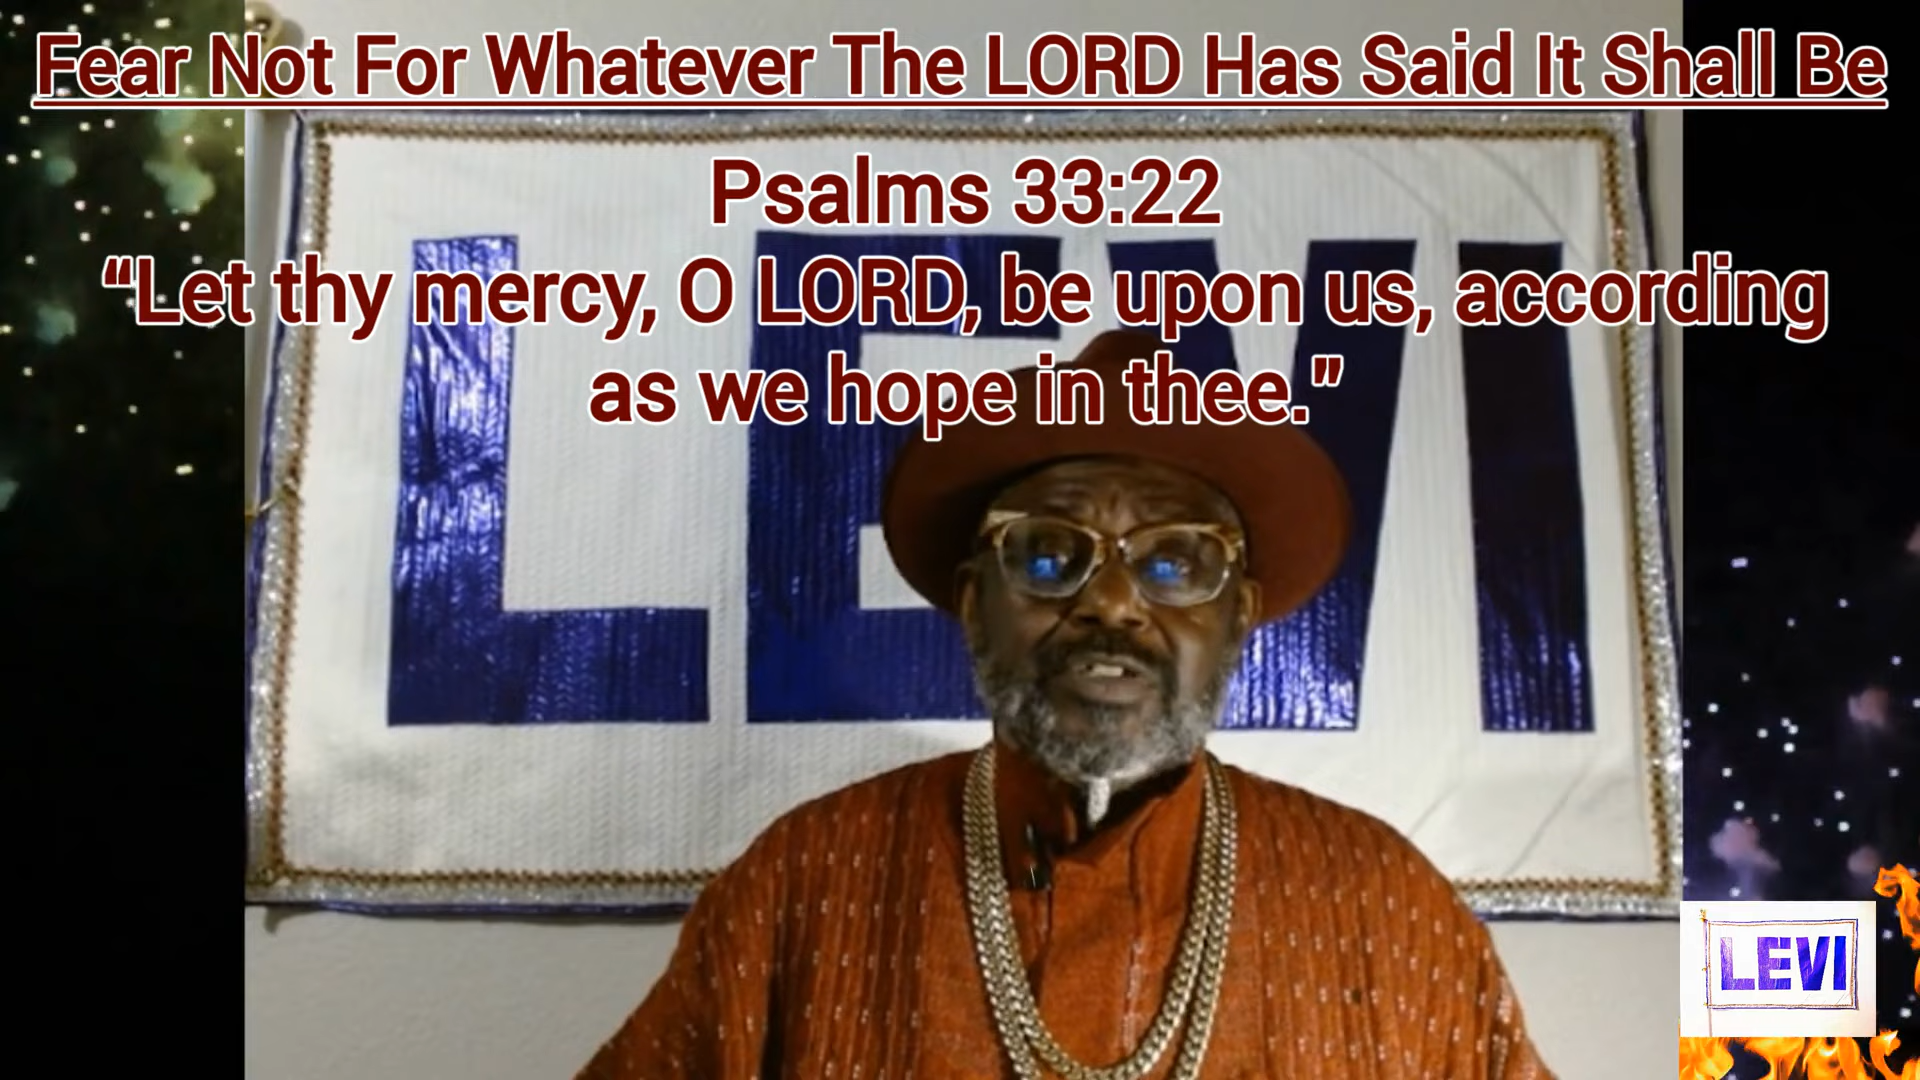 Fear Not For Whatever The LORD Has Said It Shall Be
Psalms 33:22
“Let thy mercy, O LORD, be upon us, according
as we hope in thee.”
LEVI
LEVI